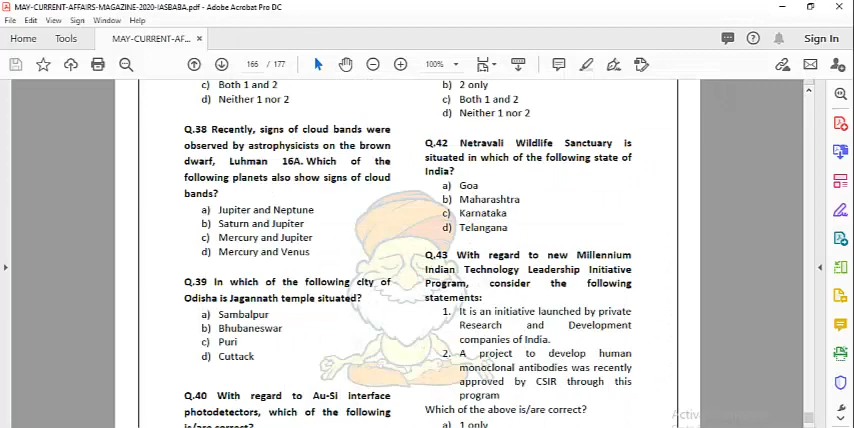 MAY-CURRENT-AFFAIRS-MAGAZINE-2020-IASBABA.pdf - Adobe Acrobat Pro DC
File Edit View Sign Window Help
Home Tools MAY-CURRENT-AF... × Sign In
166 / 177 100%
c) Both 1 and 2
d) Neither 1 nor 2
Q.38 Recently, signs of cloud bands were
observed by astrophysicists on the brown
dwarf, Luhman 16A. Which of the
following planets also show signs of cloud
bands?
a) Jupiter and Neptune
b) Saturn and Jupiter
c) Mercury and Jupiter
d) Mercury and Venus
Q.39 In which of the following city of
Odisha is Jagannath temple situated?
a) Sambalpur
b) Bhubaneswar
c) Puri
d) Cuttack
Q.40 With regard to Au-Si interface
photodetectors, which of the following
is/are correct?
b) 2 only
c) Both 1 and 2
d) Neither 1 nor 2
Q.42 Netravali Wildlife Sanctuary is
situated in which of the following state of
India?
a) Goa
b) Maharashtra
c) Karnataka
d) Telangana
Q.43 With regard to new Millennium
Indian Technology Leadership Initiative
Program, consider the following
statements:
1. It is an initiative launched by private
Research and Development
companies of India.
2. A project to develop human
monoclonal antibodies was recently
approved by CSIR through this
program
Which of the above is/are correct?
a) 1 only